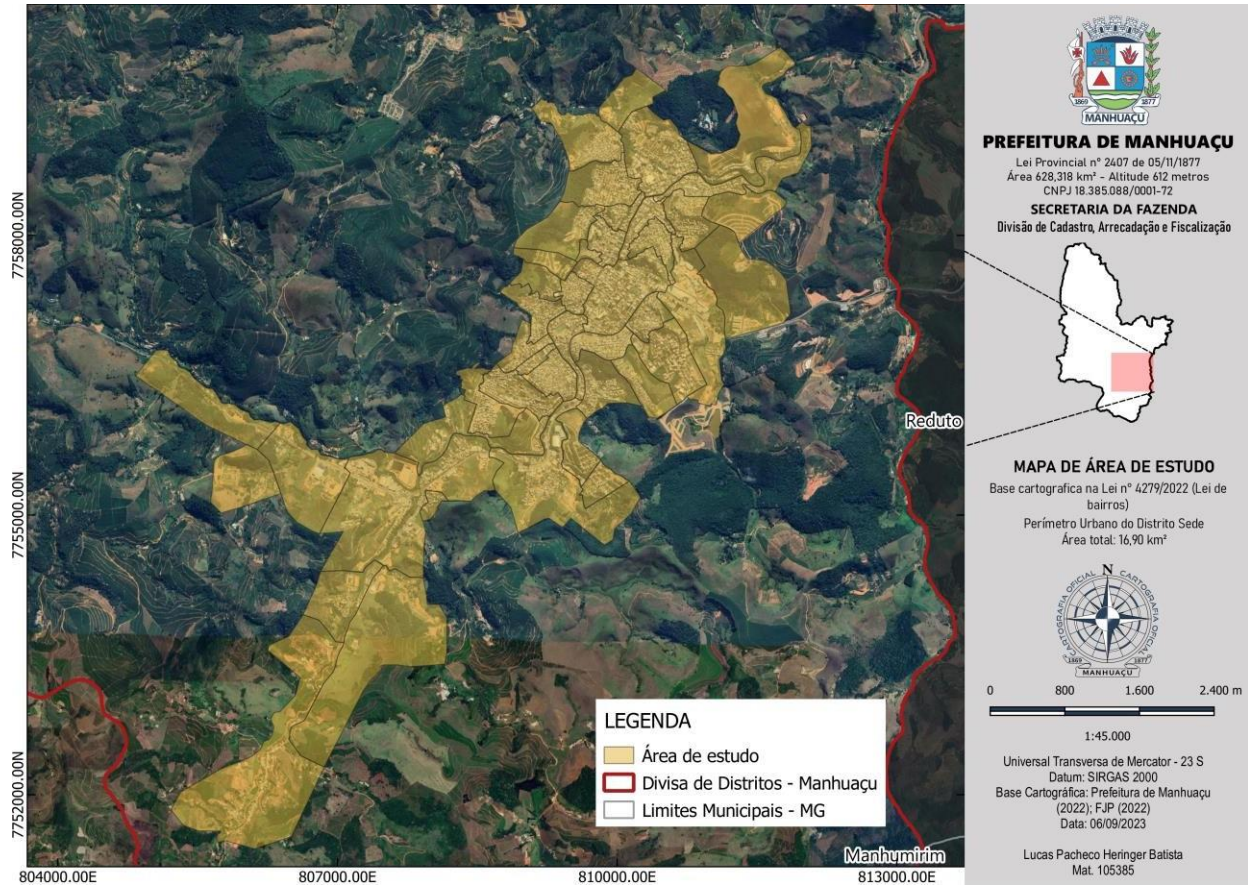 7758000.00N
7755000.00N
7752000.00N
804000.00E
807000.00E
810000.00E
813000.00E
Reduto
Manhumirim
LEGENDA
Área de estudo
Divisa de Distritos - Manhuaçu
Limites Municipais - MG
1869
1877
MANHUAÇU
PREFEITURA DE MANHUAÇU
Lei Provincial nº 2407 de 05/11/1877
Área 628,318 km² - Altitude 612 metros
CNPJ 18.385.088/0001-72
SECRETARIA DA FAZENDA
Divisão de Cadastro, Arrecadação e Fiscalização
MAPA DE ÁREA DE ESTUDO
Base cartografica na Lei nº 4279/2022 (Lei de
bairros)
Perímetro Urbano do Distrito Sede
Área total: 16,90 km²
N
CARTOGRAFIA OFICIAL
CARTOGRAFIA OFICIAL
1869
1877
MANHUAÇU
0 800 1.600 2.400 m
1:45.000
Universal Transversa de Mercator - 23 S
Datum: SIRGAS 2000
Base Cartográfica: Prefeitura de Manhuaçu
(2022); FJP (2022)
Data: 06/09/2023
Lucas Pacheco Heringer Batista
Mat. 105385